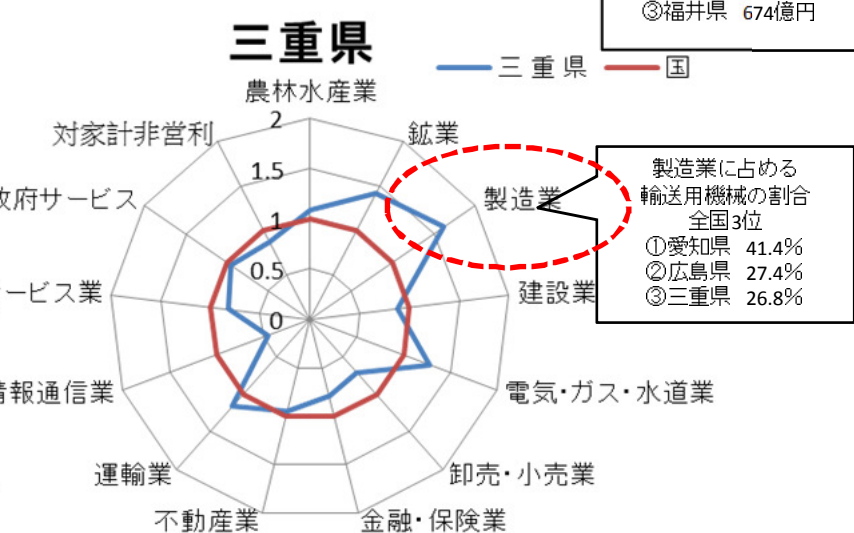 ③福井県 674億円
三重県
三重県 国
農林水産業
2
対家計非営利
鉱業
1.5
製造業に占める
輸送用機械の割合
全国3位
①愛知県 41.4%
②広島県 27.4%
③三重県 26.8%
府サービス
製造業
1
0.5
ービス業
建設業
0
報通信業
電気・ガス・水道業
運輸業
卸売・小売業
不動産業
金融・保険業